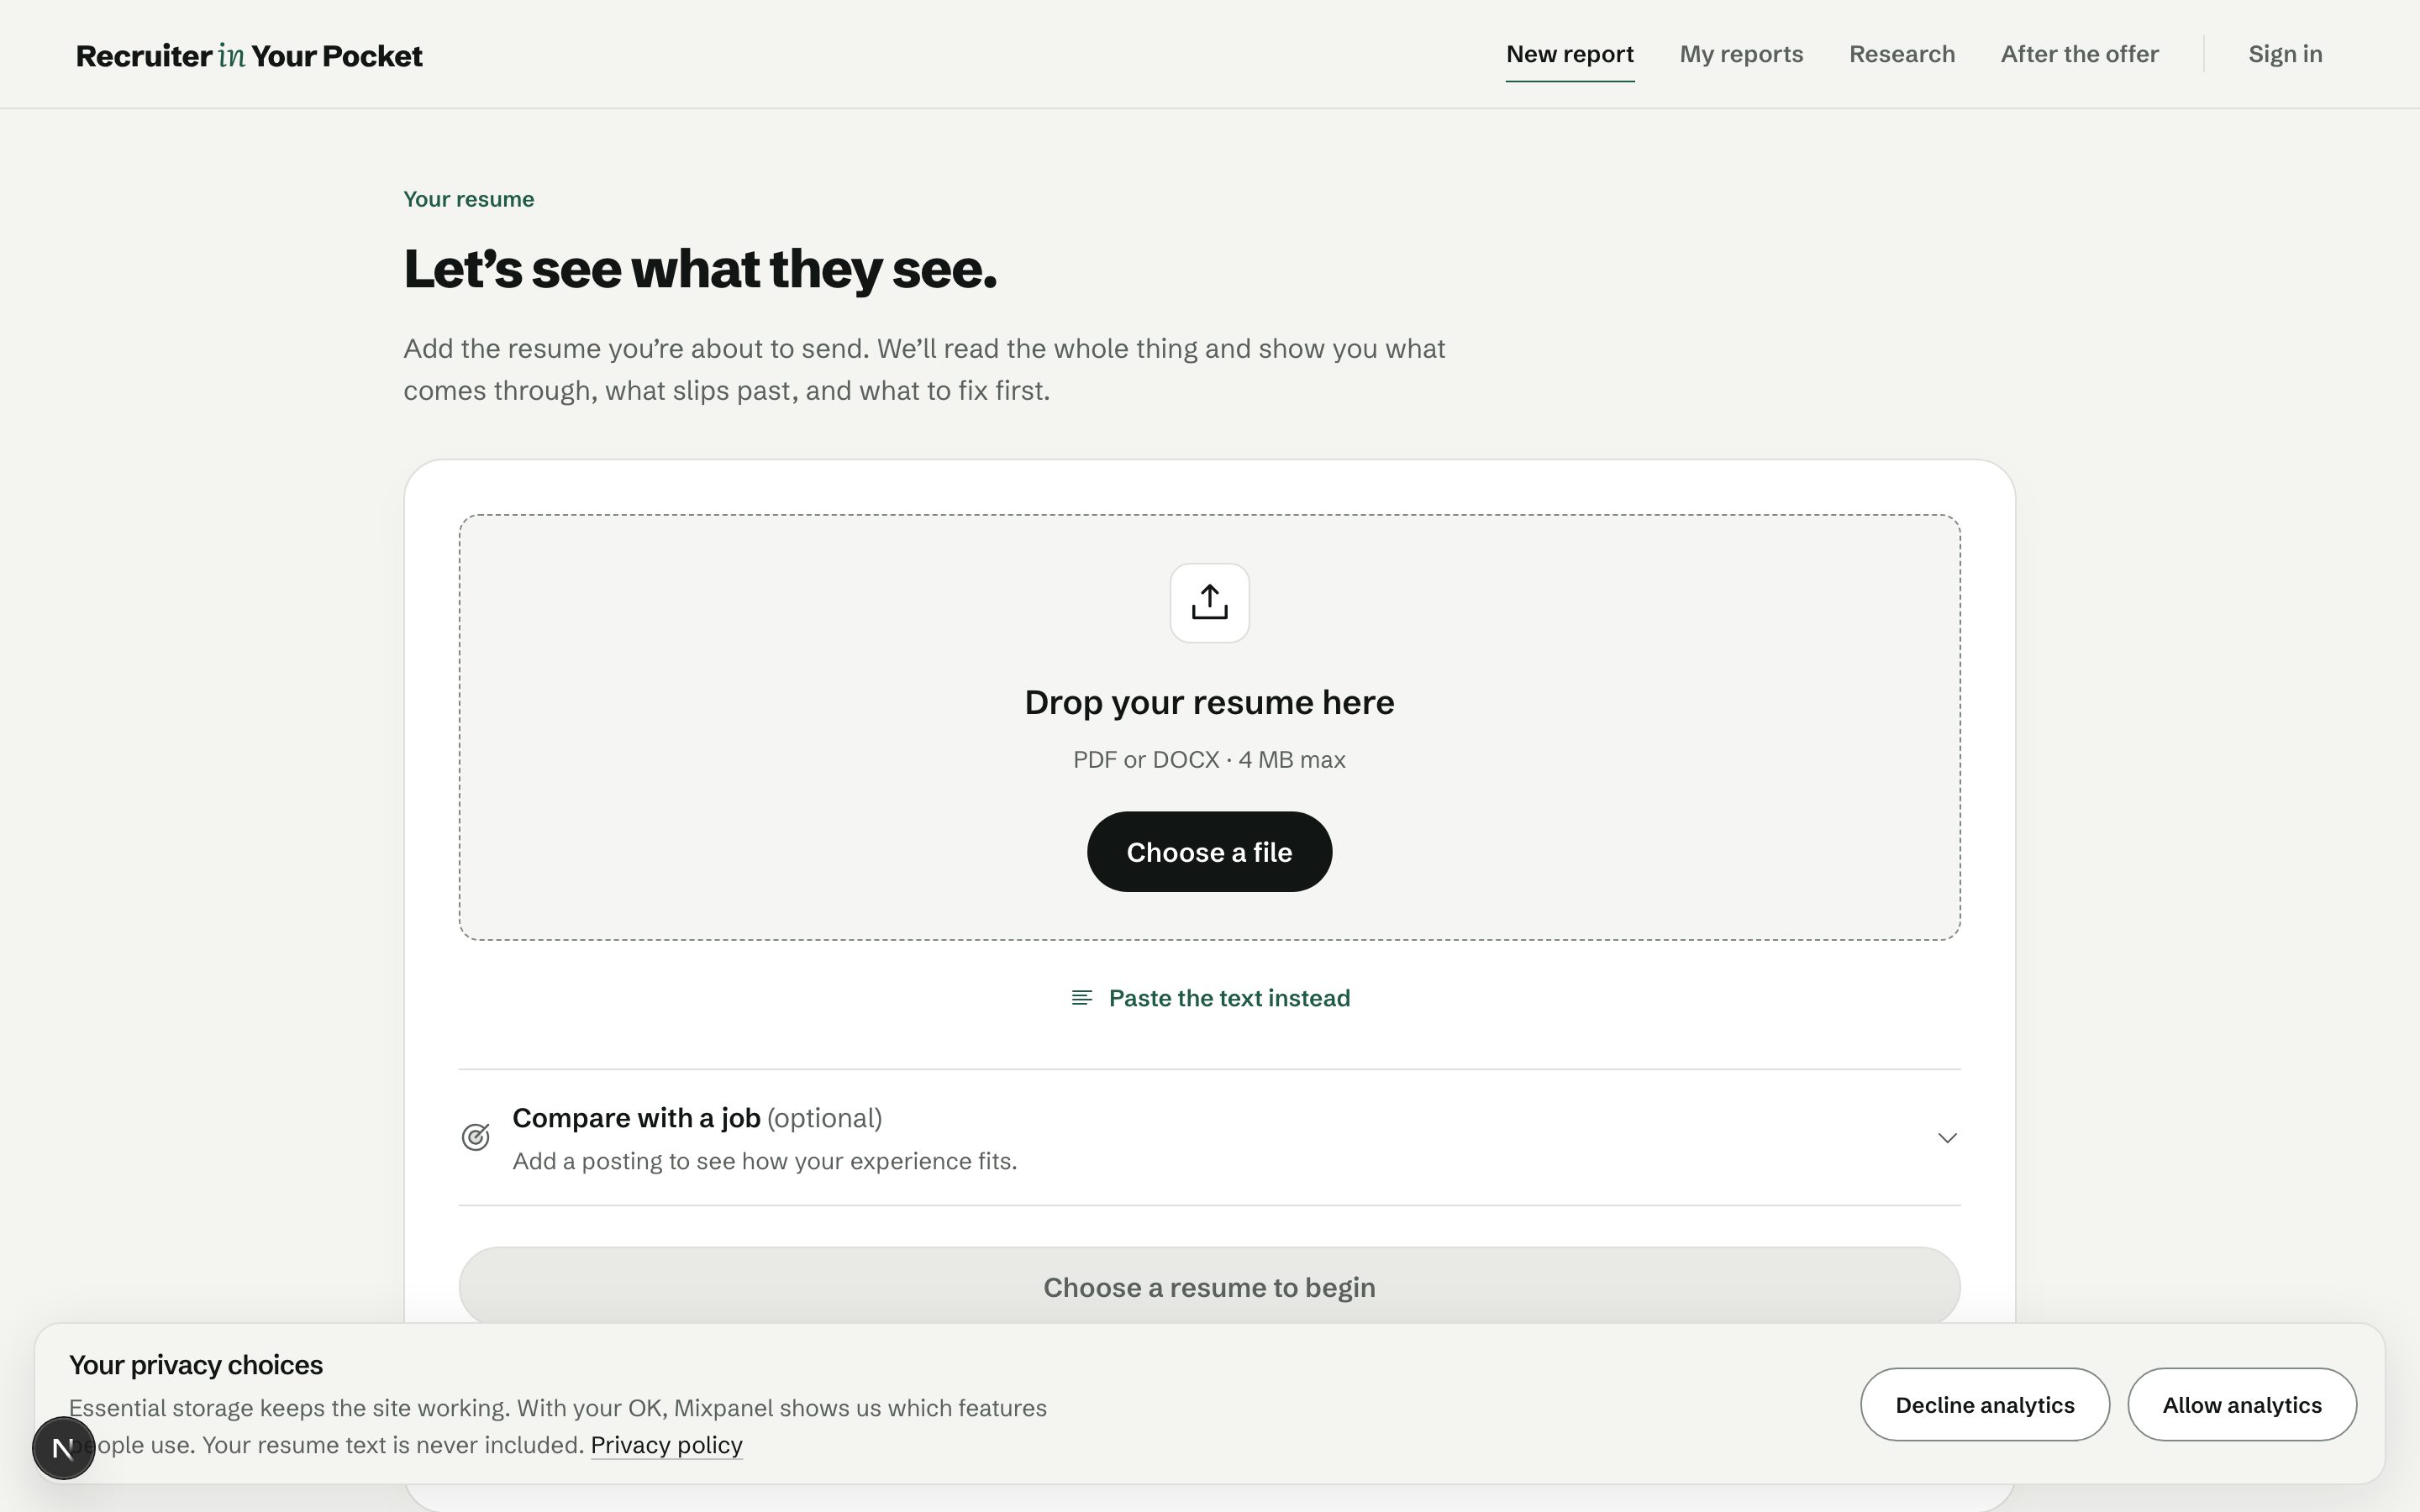 Recruiter in Your Pocket
New report
My reports
Research
After the offer
Sign in
Your resume
Let’s see what they see.
Add the resume you’re about to send. We’ll read the whole thing and show you what
comes through, what slips past, and what to fix first.
Drop your resume here
PDF or DOCX · 4 MB max
Choose a file
Paste the text instead
Compare with a job (optional)
Add a posting to see how your experience fits.
Choose a resume to begin
Your privacy choices
Essential storage keeps the site working. With your OK, Mixpanel shows us which features
people use. Your resume text is never included. Privacy policy
Decline analytics
Allow analytics
N